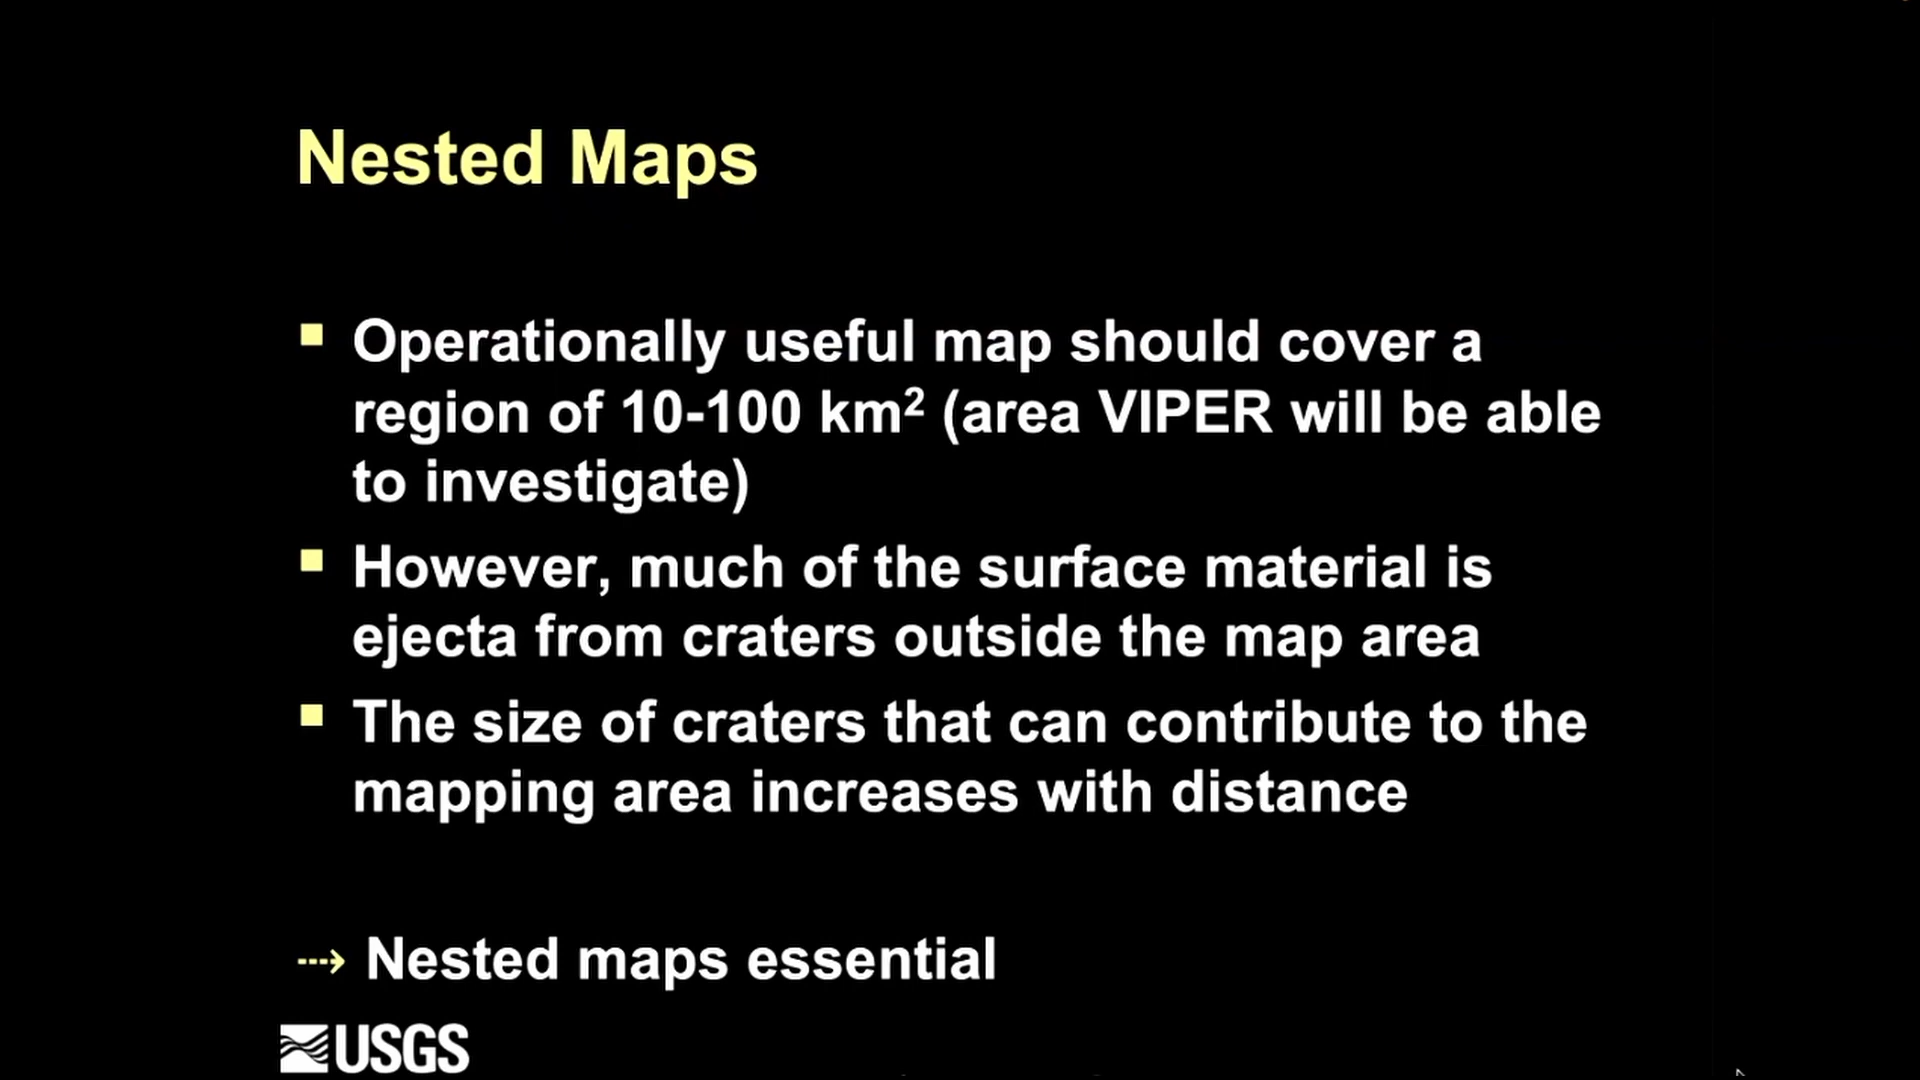 Nested Maps
Operationally useful map should cover a
region of 10-100 km² (area VIPER will be able
to investigate)
However, much of the surface material is
ejecta from craters outside the map area
The size of craters that can contribute to the
mapping area increases with distance
⇢ Nested maps essential
USGS